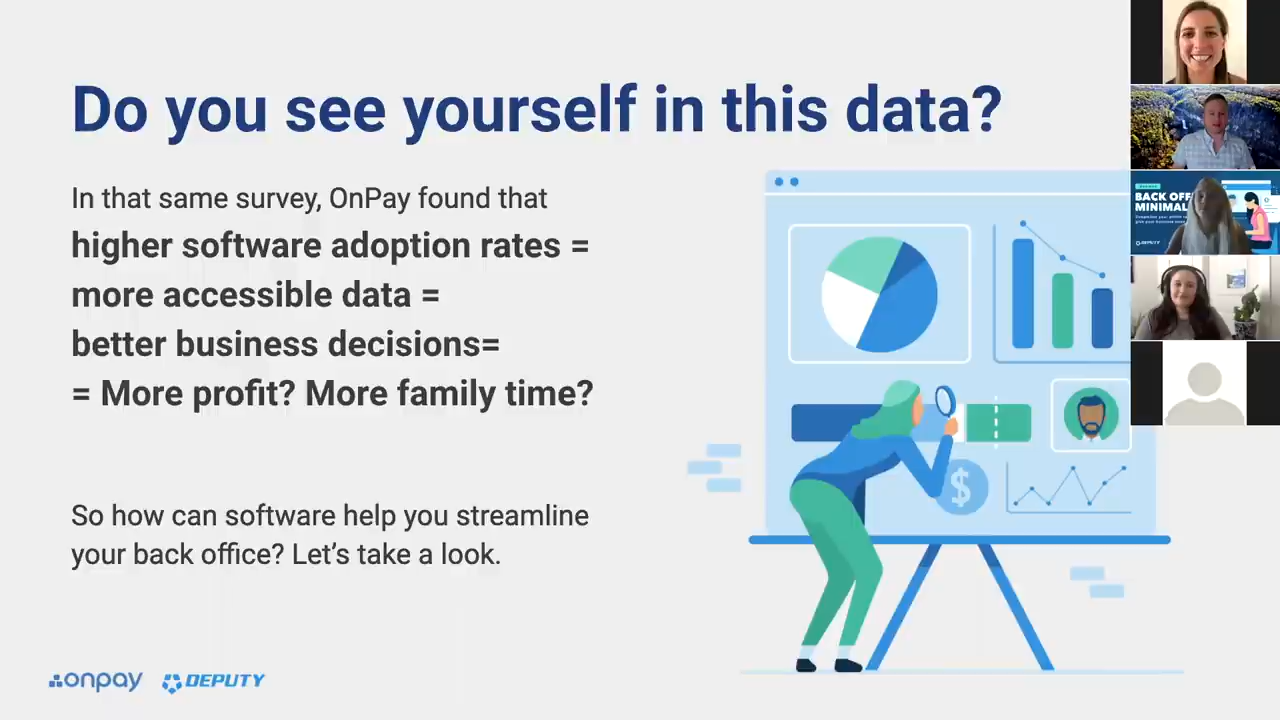 Do you see yourself in this data?
In that same survey, OnPay found that
higher software adoption rates =
more accessible data =
better business decisions=
= More profit? More family time?
So how can software help you streamline
your back office? Let's take a look.
onpay DEPUTY
$
BACK OFF
MINIMAL
DEPUTY